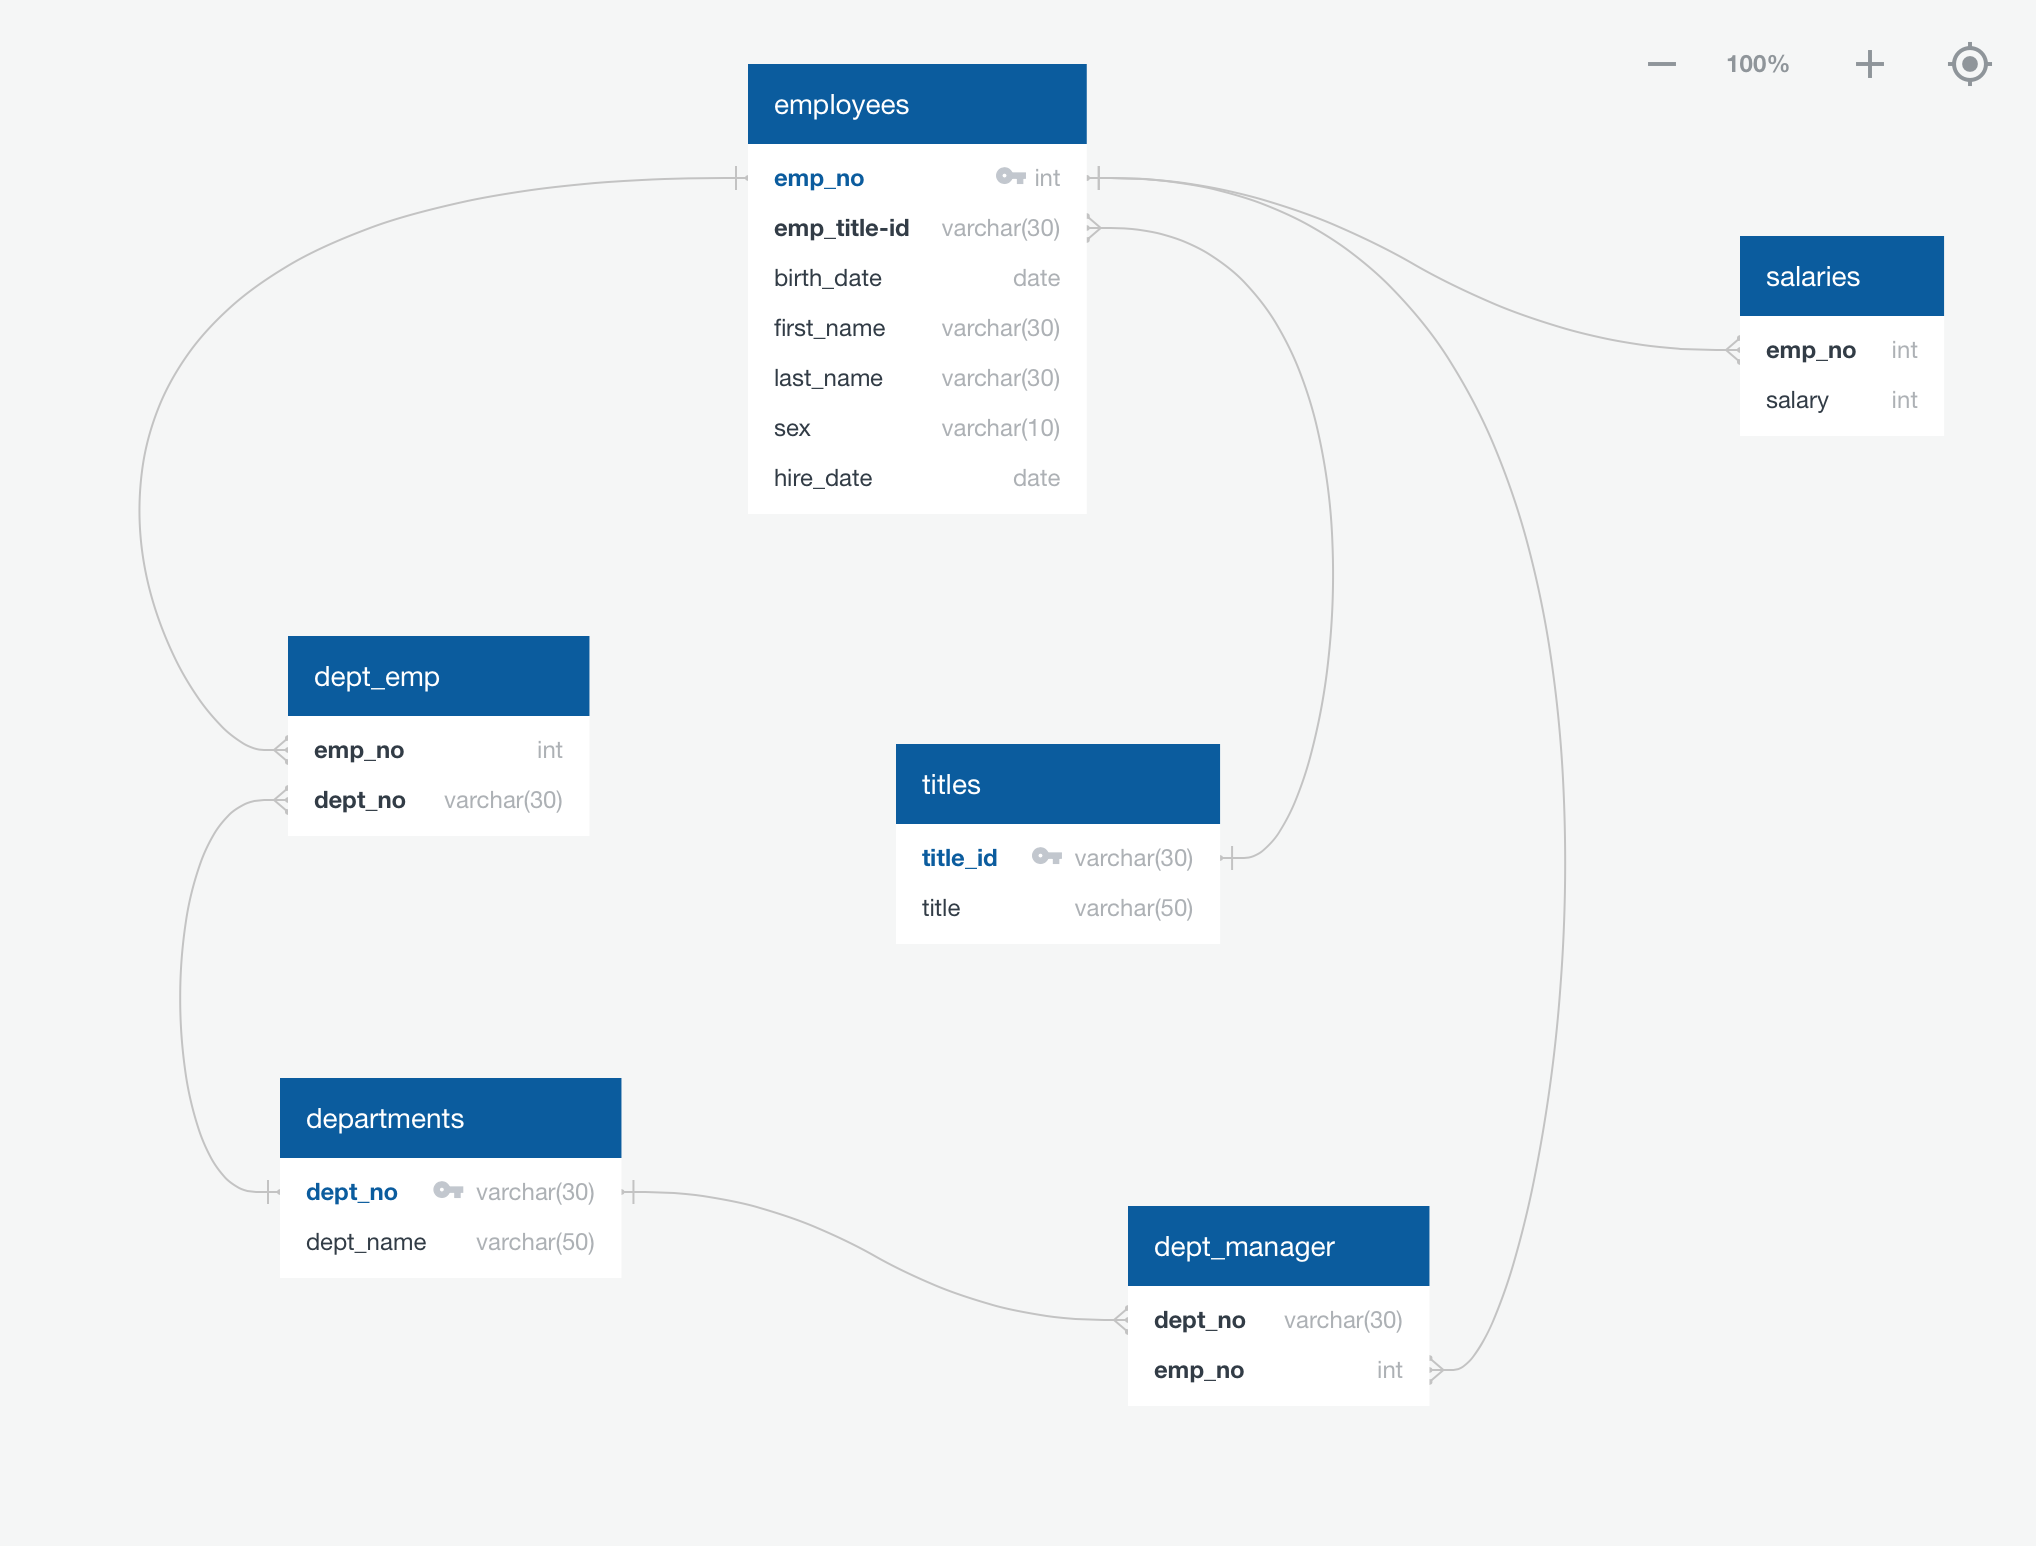 100%
employees
emp_no int
emp_title-id varchar(30)
birth_date date
first_name varchar(30)
last_name varchar(30)
sex varchar(10)
hire_date date
salaries
emp_no int
salary int
dept_emp
emp_no int
dept_no varchar(30)
titles
title_id varchar(30)
title varchar(50)
departments
dept_no varchar(30)
dept_name varchar(50)
dept_manager
dept_no varchar(30)
emp_no int